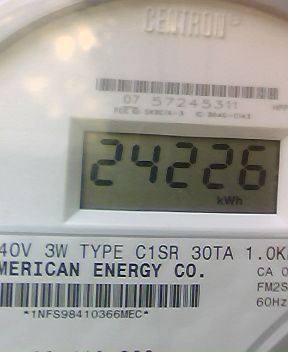 CENTRON
07 57245311
24226
kWh
40V 3W TYPE C1SR 30TA 1.0K
MERICAN ENERGY CO.
CA 0
FM2S
60Hz
*1NFS98410366MEC*